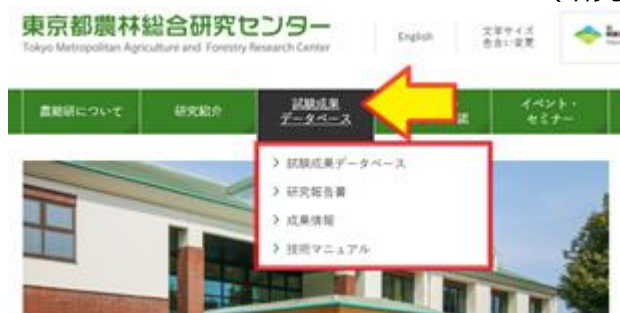 東京都農林総合研究センター
Tokyo Metropolitan Agriculture and Forestry Research Center
English
文字サイズ
色合い変更
農総研について
研究紹介
試験成果
データベース
イベント・
セミナー
> 試験成果データベース
> 研究報告書
> 成果情報
> 技術マニュアル